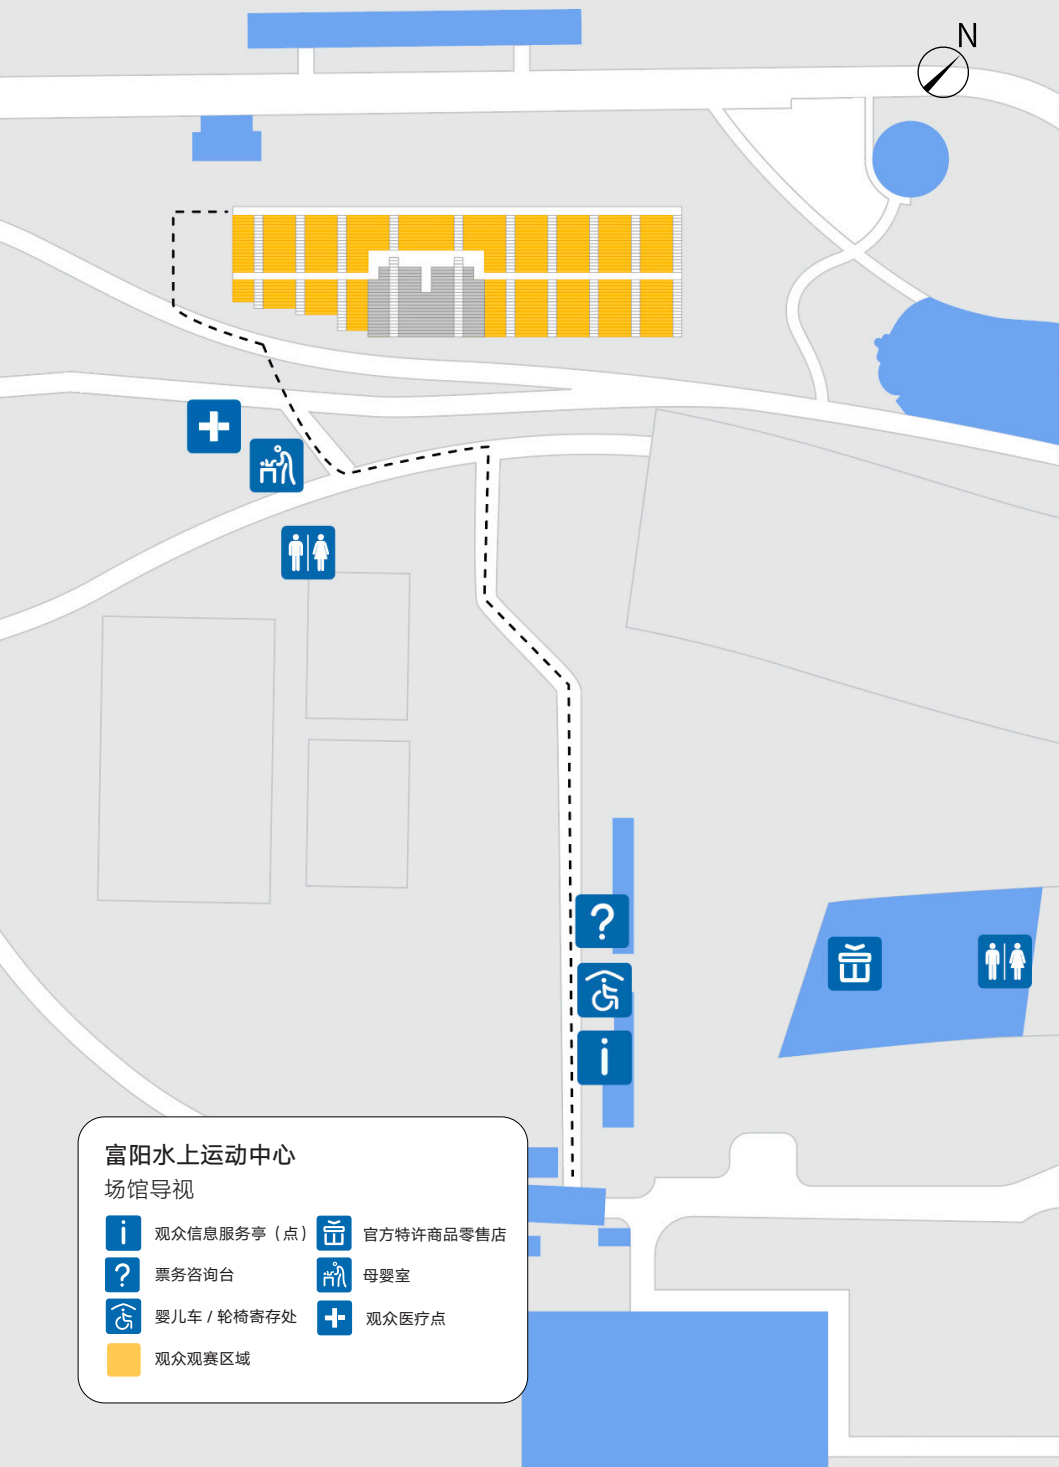 N
富阳水上运动中心
场馆导视
观众信息服务亭（点）
官方特许商品零售店
票务咨询台
母婴室
婴儿车 / 轮椅寄存处
观众医疗点
观众观赛区域